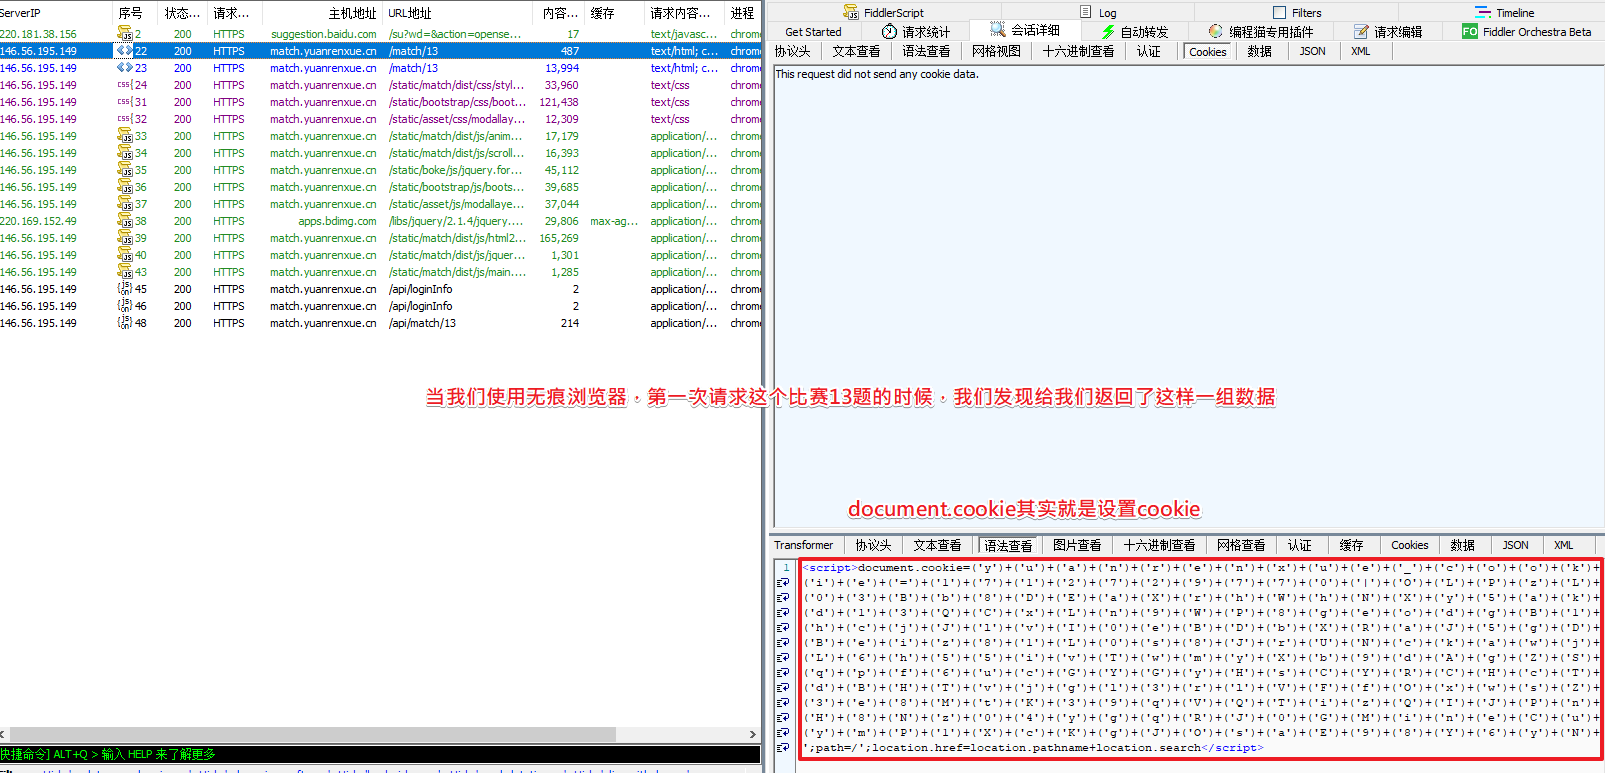 ServerIP 序号 状态... 请求... 主机地址 URL地址 内容... 缓存 请求内容... 进程
220.181.38.156 2 200 HTTPS suggestion.baidu.com /su?wd=&action=opense... 17 text/javasc... chrome
146.56.195.149 22 200 HTTPS match.yuanrenxue.cn /match/13 487 text/html; c... chrome
146.56.195.149 23 200 HTTPS match.yuanrenxue.cn /match/13 13,994 text/html; c... chrome
146.56.195.149 24 200 HTTPS match.yuanrenxue.cn /static/match/dist/css/styl... 33,960 text/css chrome
146.56.195.149 31 200 HTTPS match.yuanrenxue.cn /static/bootstrap/css/boot... 121,438 text/css chrome
146.56.195.149 32 200 HTTPS match.yuanrenxue.cn /static/asset/css/modallay... 12,309 text/css chrome
146.56.195.149 33 200 HTTPS match.yuanrenxue.cn /static/match/dist/js/anim... 17,179 application/... chrome
146.56.195.149 34 200 HTTPS match.yuanrenxue.cn /static/match/dist/js/scroll... 16,393 application/... chrome
146.56.195.149 35 200 HTTPS match.yuanrenxue.cn /static/boke/js/jquery.for... 45,112 application/... chrome
146.56.195.149 36 200 HTTPS match.yuanrenxue.cn /static/bootstrap/js/boots... 39,685 application/... chrome
146.56.195.149 37 200 HTTPS match.yuanrenxue.cn /static/asset/js/modallaye... 37,044 application/... chrome
220.169.152.49 38 200 HTTPS apps.bdimg.com /libs/jquery/2.1.4/jquery.... 29,806 max-ag... application/... chrome
146.56.195.149 39 200 HTTPS match.yuanrenxue.cn /static/match/dist/js/html2... 165,269 application/... chrome
146.56.195.149 40 200 HTTPS match.yuanrenxue.cn /static/match/dist/js/jquer... 1,301 application/... chrome
146.56.195.149 43 200 HTTPS match.yuanrenxue.cn /static/match/dist/js/main.... 1,285 application/... chrome
146.56.195.149 45 200 HTTPS match.yuanrenxue.cn /api/loginInfo 2 application/... chrome
146.56.195.149 46 200 HTTPS match.yuanrenxue.cn /api/loginInfo 2 application/... chrome
146.56.195.149 48 200 HTTPS match.yuanrenxue.cn /api/match/13 214 application/... chrome
快捷命令] ALT+Q > 输入 HELP 来了解更多
FiddlerScript Log Filters Timeline
Get Started 请求统计 会话详细 自动转发 编程猫专用插件 请求编辑 FO Fiddler Orchestra Beta
协议头 文本查看 语法查看 网格视图 十六进制查看 认证 Cookies 数据 JSON XML
This request did not send any cookie data.
当我们使用无痕浏览器，第一次请求这个比赛13题的时候，我们发现给我们返回了这样一组数据
document.cookie其实就是设置cookie
Transformer 协议头 文本查看 语法查看 图片查看 十六进制查看 网格查看 认证 缓存 Cookies 数据 JSON XML
1 <script>document.cookie=('y')+('u')+('a')+('n')+('r')+('e')+('n')+('x')+('u')+('e')+('_')+('c')+('o')+('o')+('k')+
('i')+('e')+('=')+('1')+('7')+('1')+('2')+('7')+('2')+('9')+('7')+('7')+('0')+('|')+('O')+('L')+('P')+('z')+('L')+
('0')+('3')+('B')+('b')+('8')+('D')+('E')+('a')+('X')+('r')+('h')+('W')+('h')+('N')+('X')+('y')+('5')+('a')+('k')+
('d')+('l')+('3')+('Q')+('C')+('x')+('L')+('n')+('9')+('W')+('P')+('8')+('g')+('e')+('o')+('d')+('g')+('B')+('l')+
('h')+('c')+('j')+('J')+('l')+('v')+('I')+('0')+('e')+('B')+('D')+('b')+('X')+('R')+('a')+('J')+('5')+('g')+('D')+
('B')+('e')+('i')+('z')+('8')+('l')+('L')+('0')+('s')+('8')+('J')+('r')+('U')+('N')+('c')+('k')+('a')+('w')+('j')+
('L')+('6')+('h')+('5')+('5')+('i')+('v')+('T')+('w')+('m')+('y')+('X')+('b')+('9')+('d')+('A')+('g')+('Z')+('S')+
('q')+('p')+('f')+('6')+('u')+('c')+('G')+('Y')+('G')+('y')+('H')+('s')+('C')+('Y')+('R')+('C')+('H')+('c')+('T')+
('d')+('B')+('H')+('T')+('v')+('j')+('g')+('l')+('3')+('r')+('l')+('V')+('F')+('f')+('O')+('x')+('w')+('s')+('Z')+
('3')+('e')+('8')+('M')+('t')+('K')+('3')+('9')+('q')+('V')+('Q')+('T')+('i')+('z')+('Q')+('I')+('J')+('P')+('n')+
('H')+('8')+('N')+('z')+('0')+('4')+('y')+('g')+('q')+('R')+('J')+('0')+('G')+('M')+('i')+('n')+('e')+('C')+('u')+
('y')+('m')+(''')+('l')+('X')+('c')+('K')+('g')+('J')+('O')+('s')+('a')+('E')+('9')+('8')+('Y')+('6')+('y')+('N')+
';path=/';location.href=location.pathname+location.search</script>